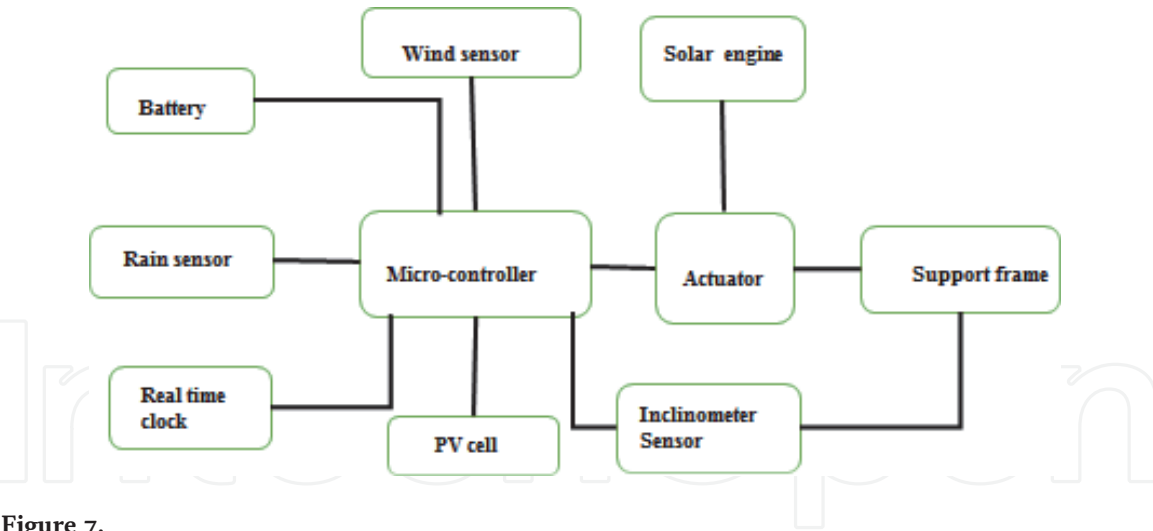 Wind sensor
Solar engine
Battery
Rain sensor
Micro-controller
Actuator
Support frame
Real time
clock
PV cell
Inclinometer
Sensor
Figure 7.